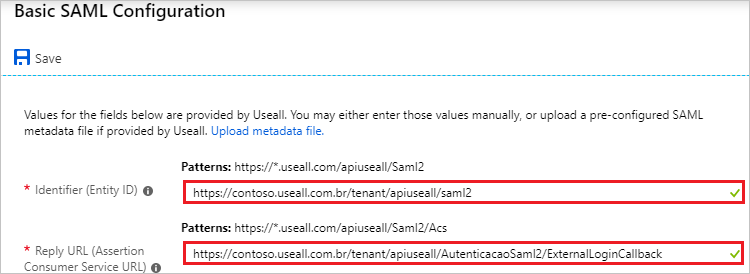 Basic SAML Configuration
Save
Values for the fields below are provided by Useall. You may either enter those values manually, or upload a pre-configured SAML
metadata file if provided by Useall. Upload metadata file.
Patterns: https://*.useall.com/apiuseall/Saml2
* Identifier (Entity ID)
https://contoso.useall.com.br/tenant/apiuseall/saml2
Patterns: https://*.useall.com/apiuseall/Saml2/Acs
* Reply URL (Assertion
Consumer Service URL)
https://contoso.useall.com.br/tenant/apiuseall/AutenticacaoSaml2/ExternalLoginCallback